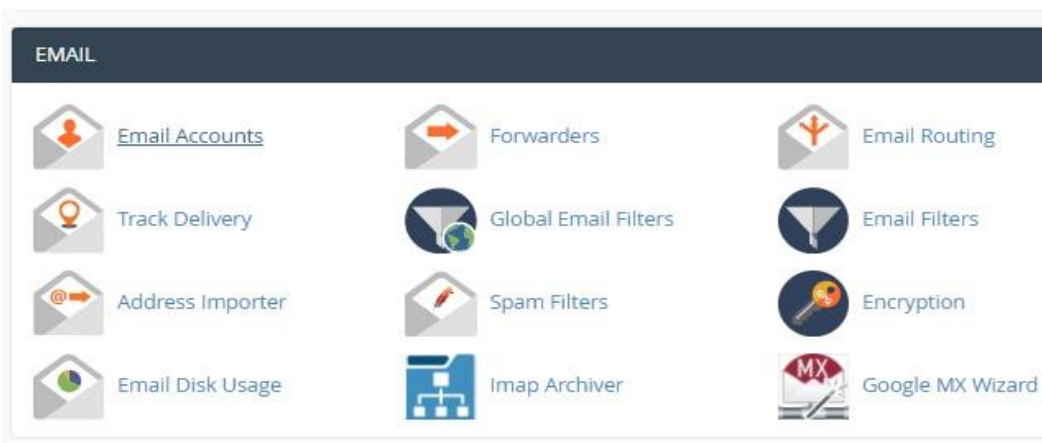 EMAIL
Email Accounts Forwarders Email Routing
Track Delivery Global Email Filters Email Filters
@ Address Importer Spam Filters Encryption
Email Disk Usage Imap Archiver MX Google MX Wizard